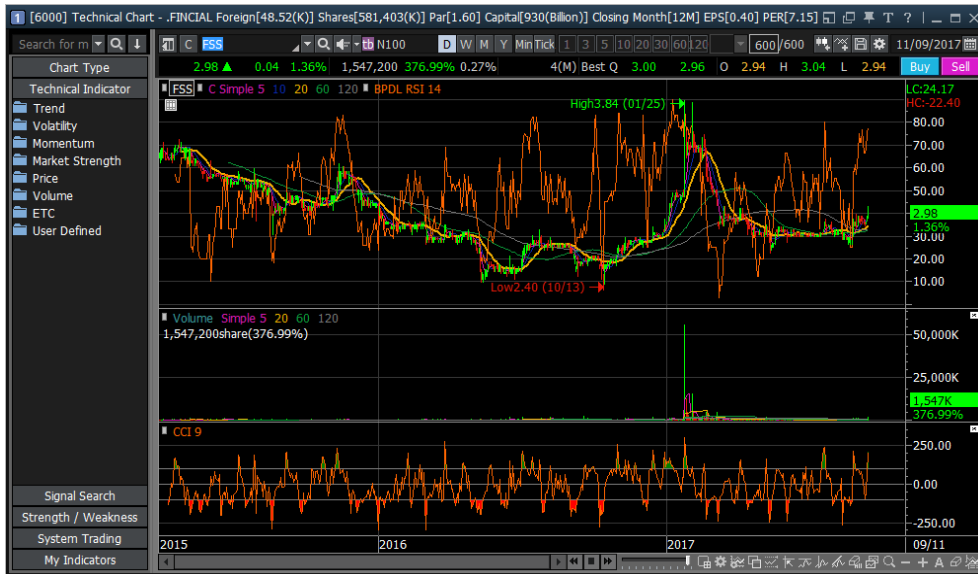 1 [6000] Technical Chart - .FINCIAL Foreign[48.52(K)] Shares[581,403(K)] Par[1.60] Capital[930(Billion)] Closing Month[12M] EPS[0.40] PER[7.15] T ?
Search for m Q C FSS Q tb N100 D W M Y Min Tick 1 3 5 10 20 30 60 120 600 /600 11/09/2017
Chart Type 2.98 ▲ 0.04 1.36% 1,547,200 376.99% 0.27% 4(M) Best Q 3.00 2.96 O 2.94 H 3.04 L 2.94 Buy Sell
Technical Indicator FSS C Simple 5 10 20 60 120 BPDL RSI 14 LC:24.17
Trend High3.84 (01/25) HC:-22.40
Volatility 80.00
Momentum 70.00
Market Strength 60.00
Price 50.00
Volume 2.98
ETC 1.36%
User Defined 30.00
20.00
10.00
Low2.40 (10/13)
Volume Simple 5 20 60 120
1,547,200share(376.99%) 50,000K
25,000K
1,547K
376.99%
CCI 9
250.00
0.00
-250.00
Signal Search
Strength / Weakness
System Trading
My Indicators
2015 2016 2017 09/11
A